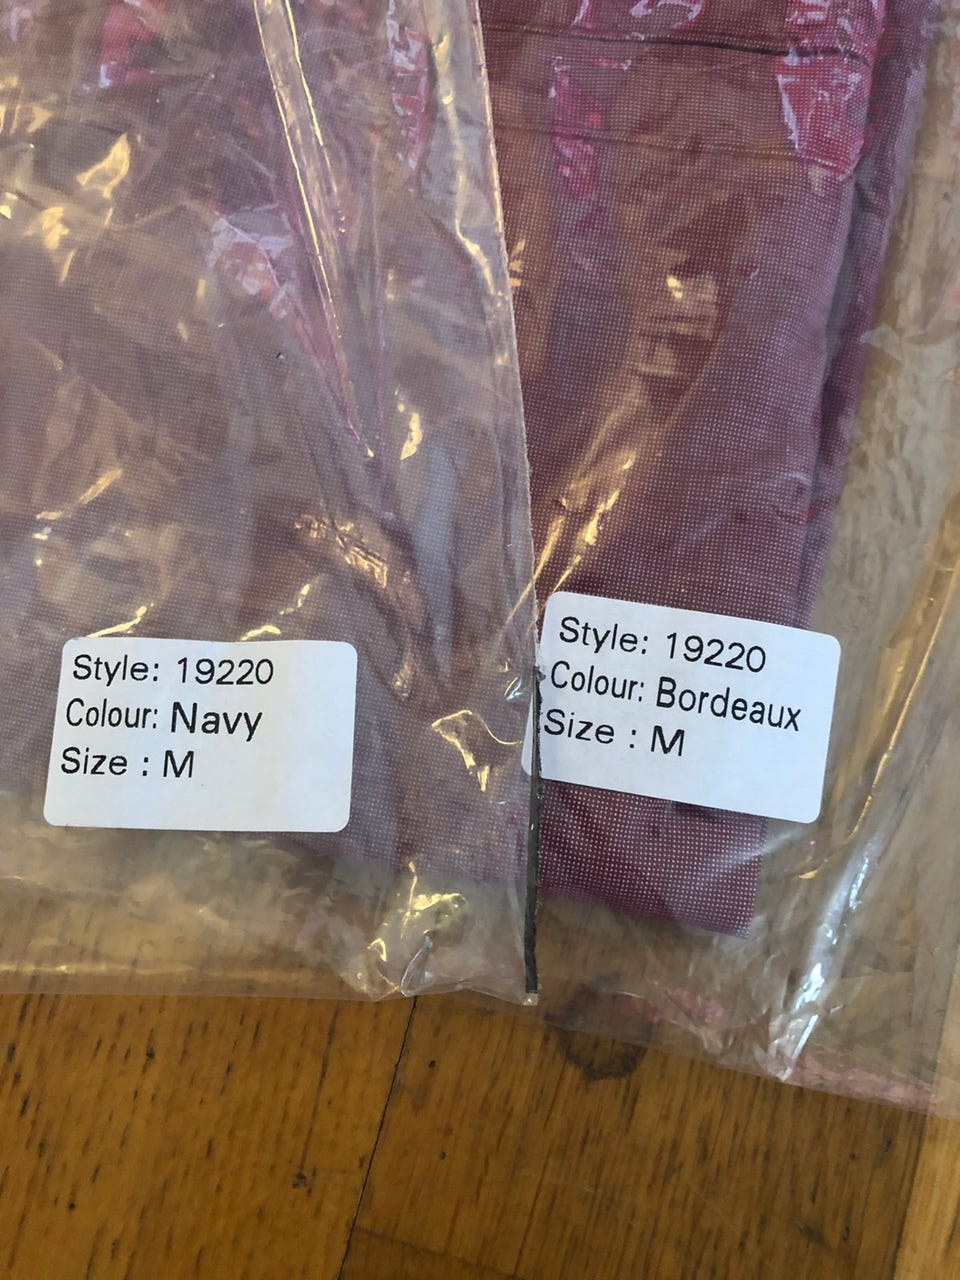 Style: 19220
Colour: Navy
Size : M
Style: 19220
Colour: Bordeaux
Size : M